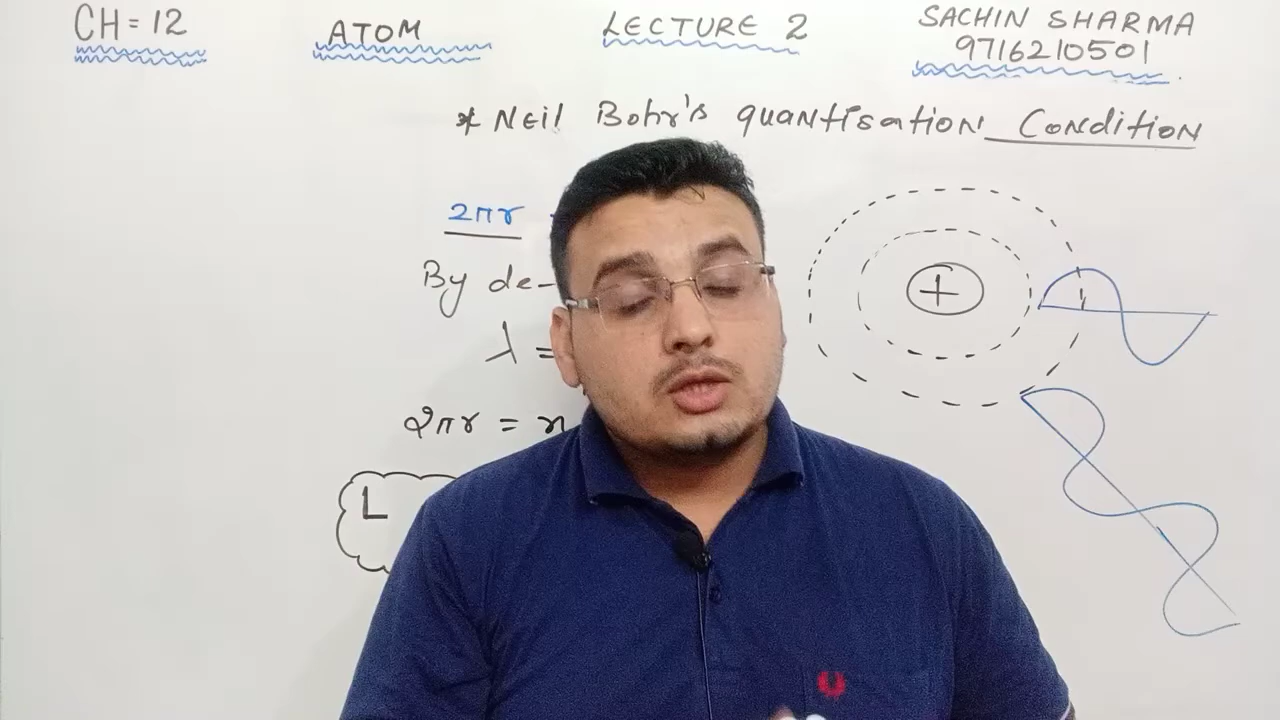 CH = 12 ATOM LECTURE 2 SACHIN SHARMA
9716210501
* Neil Bohr's quantisation Condition
2πr
By de-
λ =
2πr = n
L
+